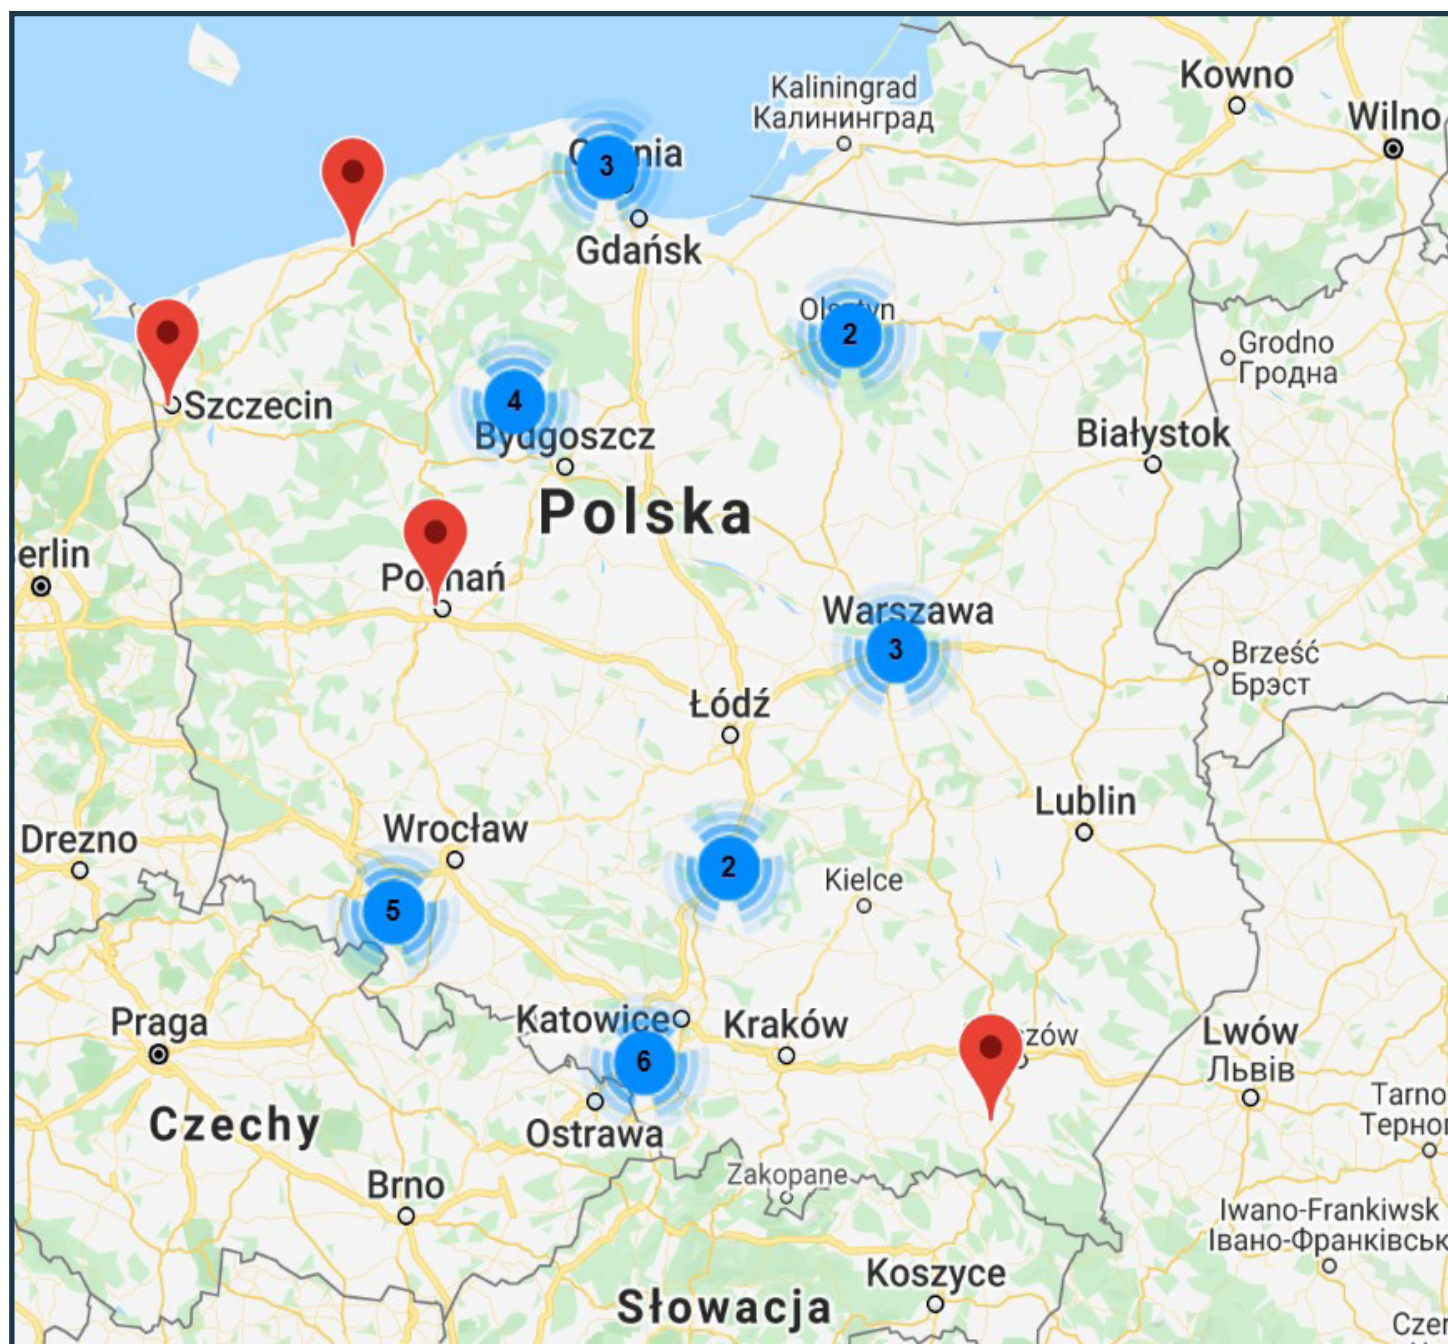 Kaliningrad
Калининград
Kowno
Wilno
3
Gdańsk
2
Grodno
Гродна
Szczecin
4
Bydgoszcz
Białystok
Polska
erlin
Warszawa
3
Brześć
Брэст
Łódź
Lublin
Drezno
Wrocław
2
Kielce
5
Praga
Katowice
Kraków
zów
Lwów
Львів
6
Tarno
Терноп
Czechy
Ostrawa
Zakopane
Brno
Iwano-Frankiwsk
Івано-Франківськ
Koszyce
Słowacja
Czer